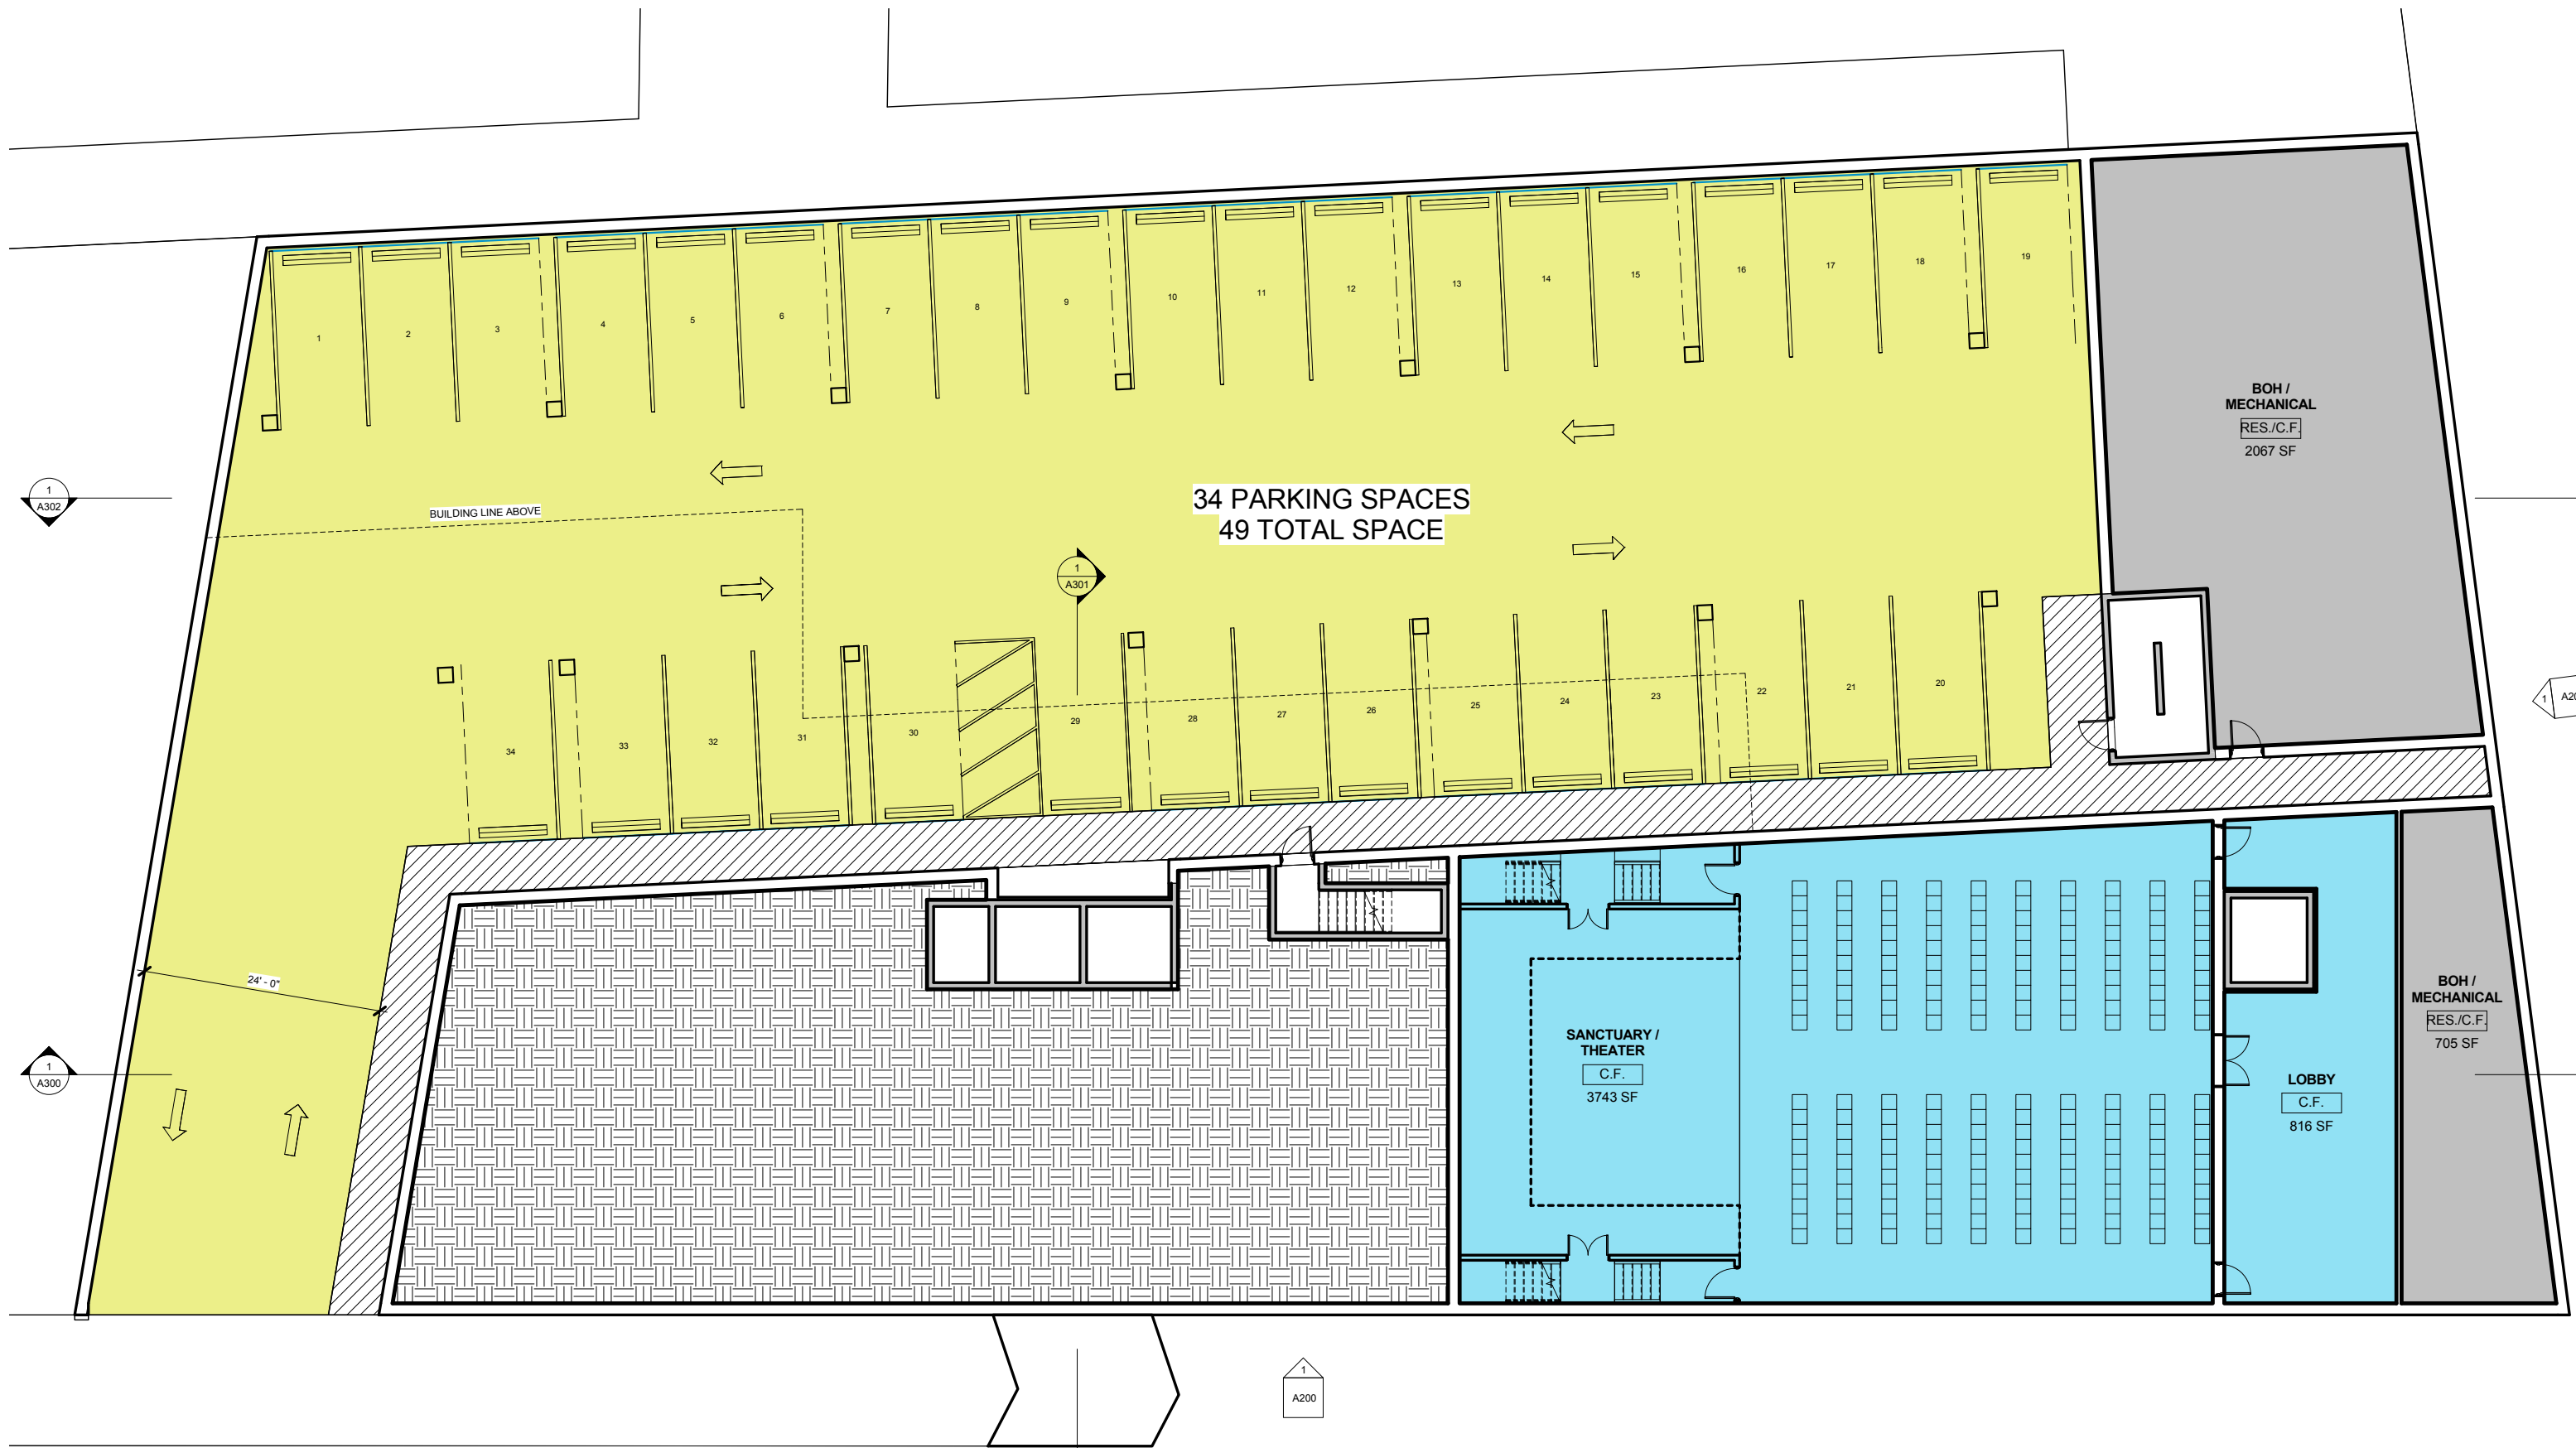 1
2
3
4
5
6
7
8
9
10
11
12
13
14
15
16
17
18
19
BOH /
MECHANICAL
RES./C.F.
2067 SF
1
A302
BUILDING LINE ABOVE
34 PARKING SPACES
49 TOTAL SPACE
1
A301
34
33
32
31
30
29
28
27
26
25
24
23
22
21
20
1
24' - 0"
1
A300
SANCTUARY /
THEATER
C.F.
3743 SF
LOBBY
C.F.
816 SF
BOH /
MECHANICAL
RES./C.F.
705 SF
1
A200